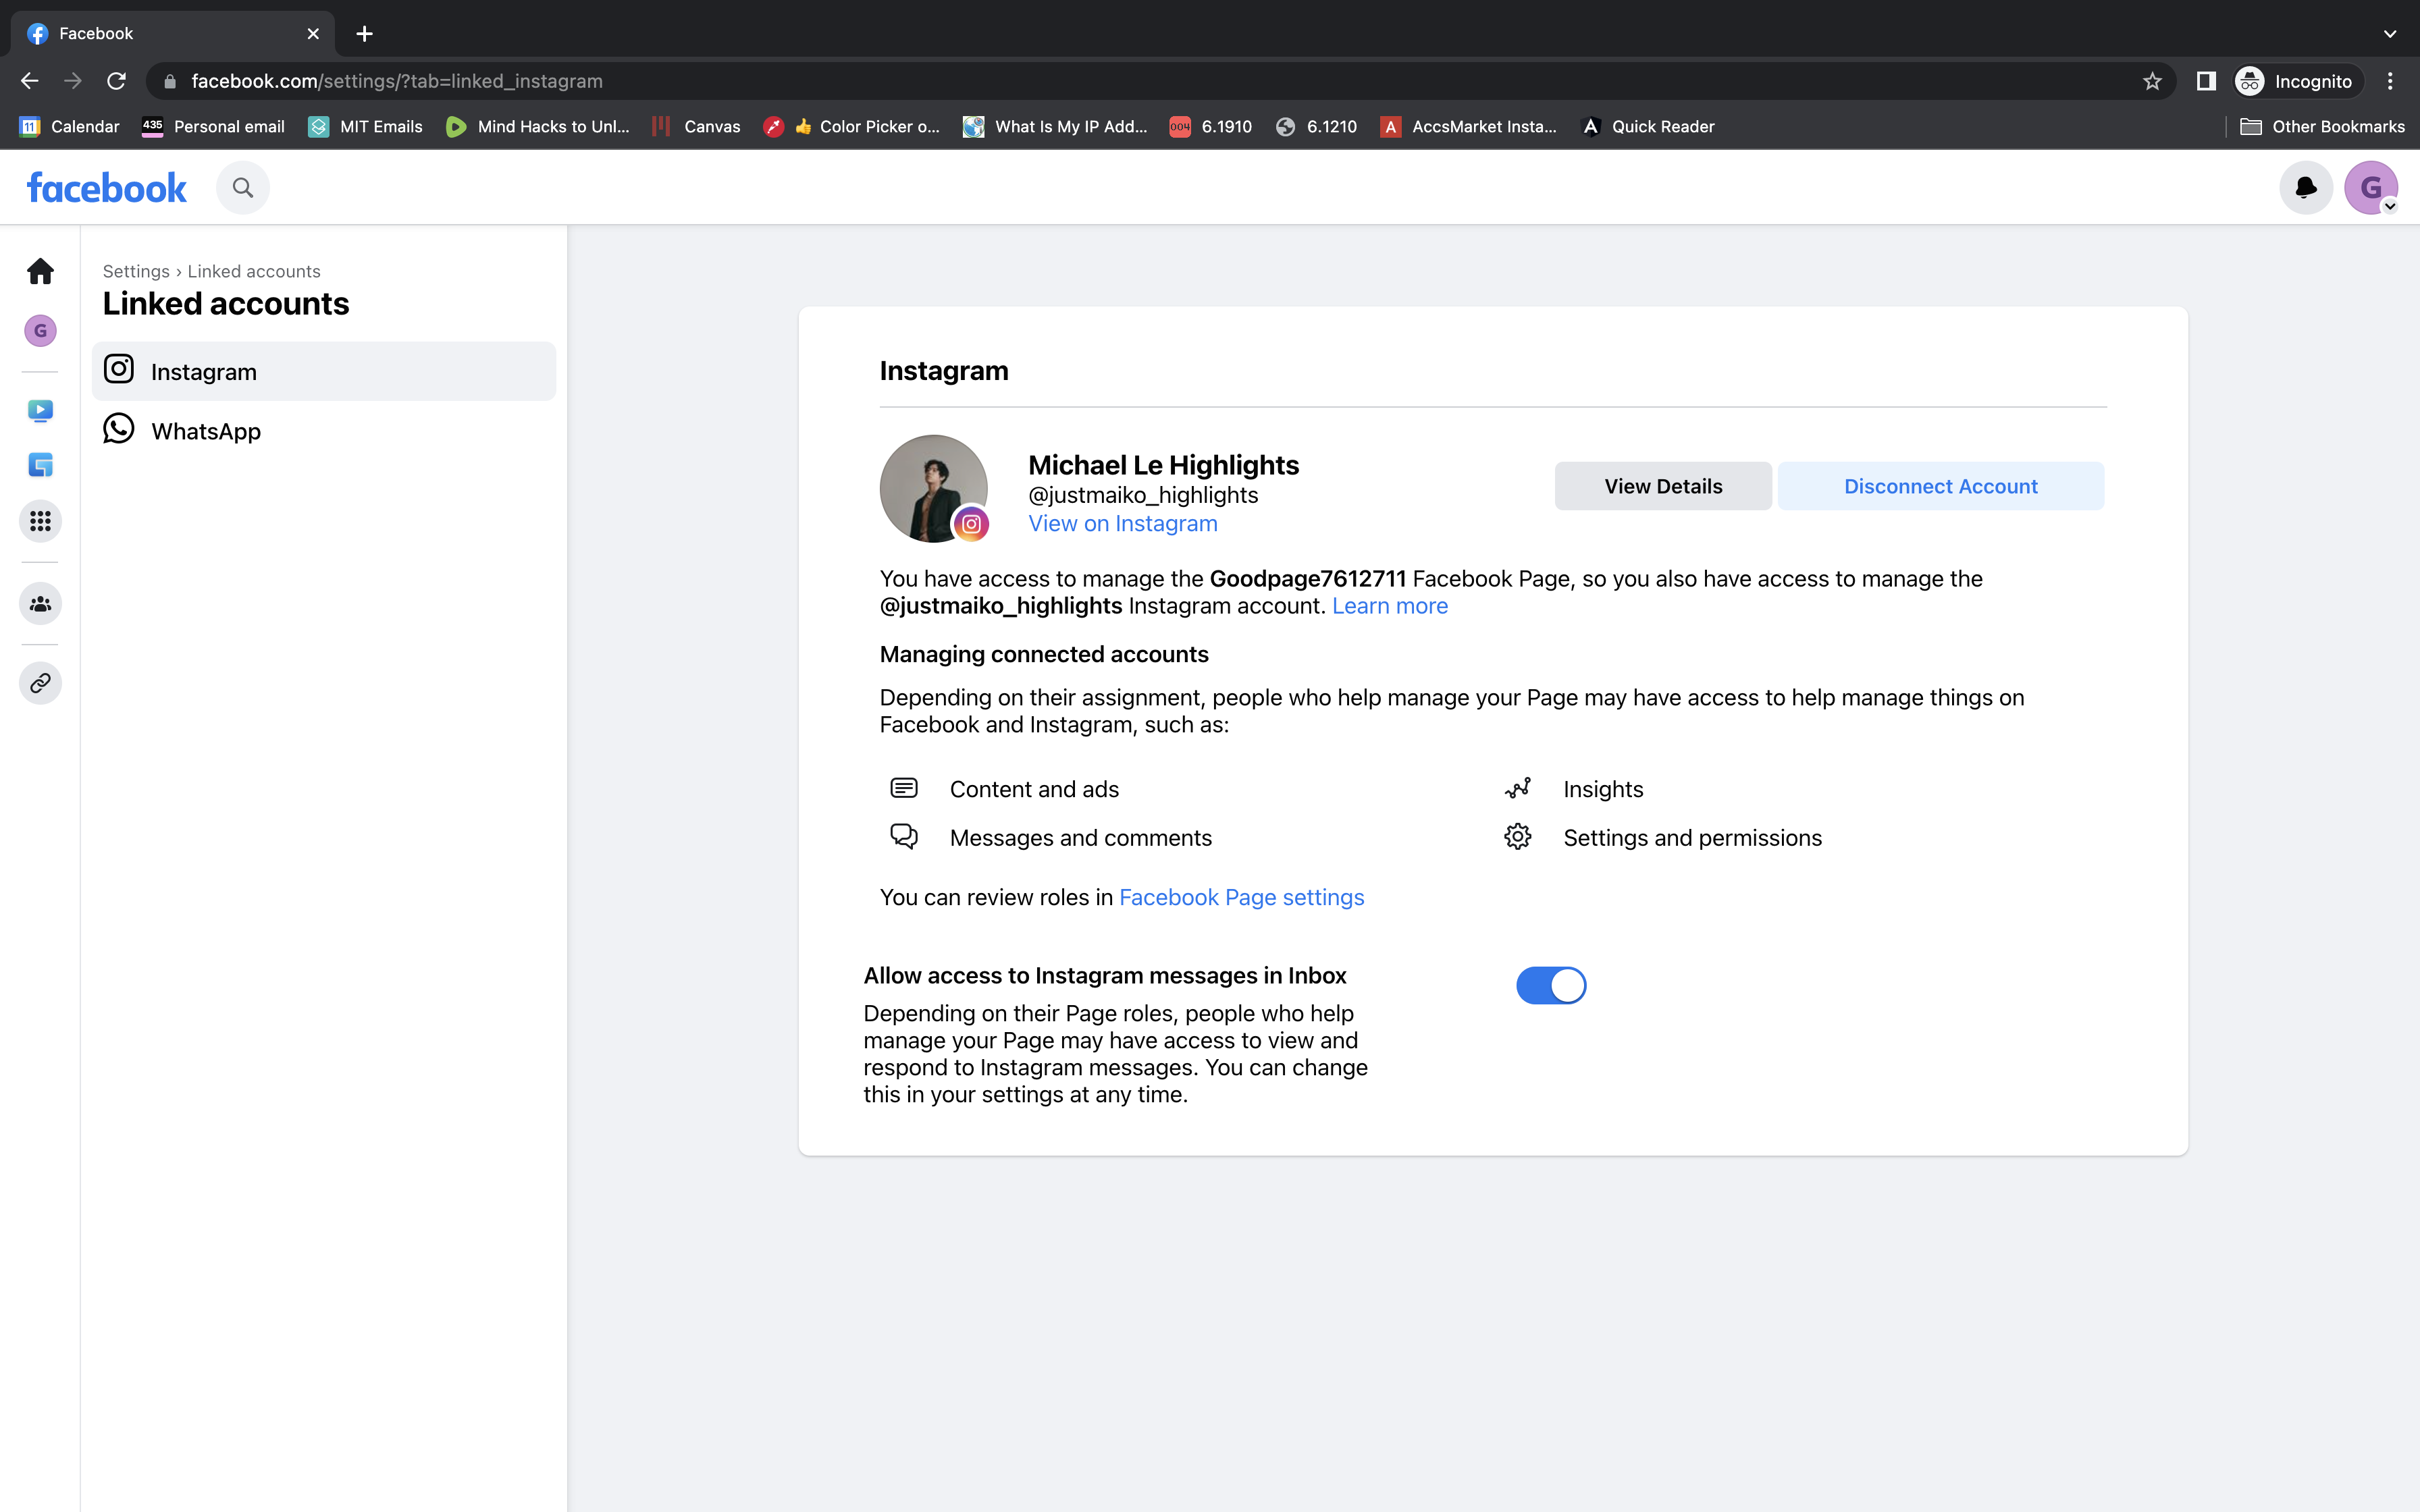 Facebook
facebook.com/settings/?tab=linked_instagram
Incognito
11 Calendar 435 Personal email MIT Emails Mind Hacks to Unl... Canvas 👍 Color Picker o... What Is My IP Add... 004 6.1910 6.1210 A AccsMarket Insta... Quick Reader Other Bookmarks
facebook
G
G
Settings › Linked accounts
Linked accounts
Instagram
WhatsApp
Instagram
Michael Le Highlights
@justmaiko_highlights
View on Instagram
View Details
Disconnect Account
You have access to manage the Goodpage7612711 Facebook Page, so you also have access to manage the
@justmaiko_highlights Instagram account. Learn more
Managing connected accounts
Depending on their assignment, people who help manage your Page may have access to help manage things on
Facebook and Instagram, such as:
Content and ads
Insights
Messages and comments
Settings and permissions
You can review roles in Facebook Page settings
Allow access to Instagram messages in Inbox
Depending on their Page roles, people who help
manage your Page may have access to view and
respond to Instagram messages. You can change
this in your settings at any time.